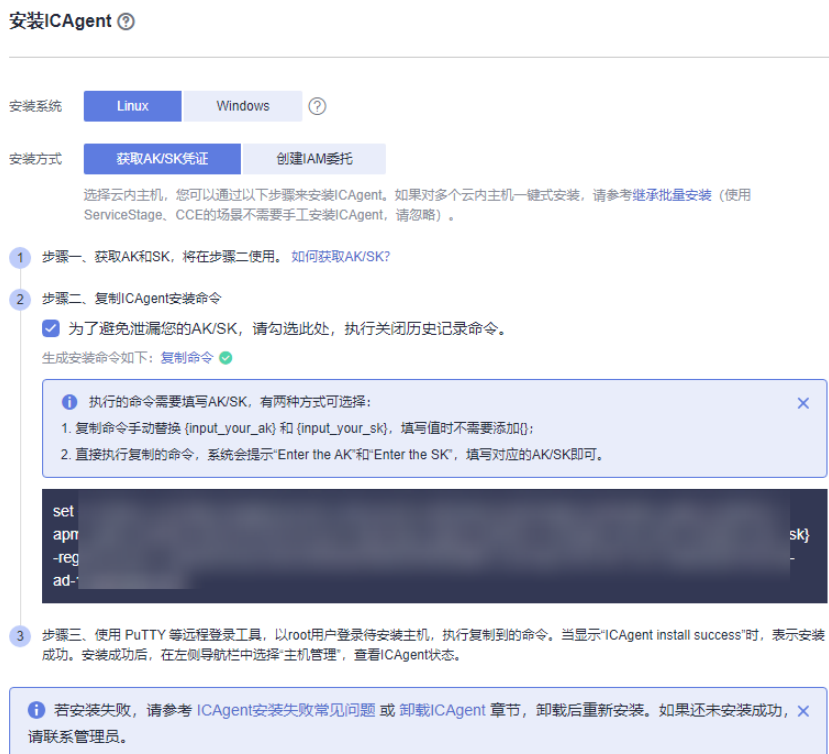 安装ICAgent ?
安装系统 Linux Windows ?
安装方式 获取AK/SK凭证 创建IAM委托
选择云内主机，您可以通过以下步骤来安装ICAgent。如果对多个云内主机一键式安装，请参考继承批量安装（使用
ServiceStage、CCE的场景不需要手工安装ICAgent，请忽略）。
1 步骤一、获取AK和SK，将在步骤二使用。 如何获取AK/SK?
2 步骤二、复制ICAgent安装命令
为了避免泄漏您的AK/SK，请勾选此处，执行关闭历史记录命令。
生成安装命令如下：复制命令
执行的命令需要填写AK/SK，有两种方式可选择：
1. 复制命令手动替换 {input_your_ak} 和 {input_your_sk}，填写值时不需要添加{};
2. 直接执行复制的命令，系统会提示“Enter the AK”和“Enter the SK”，填写对应的AK/SK即可。
set
apm sk}
-reg -
ad-
3 步骤三、使用 PuTTY 等远程登录工具，以root用户登录待安装主机，执行复制到的命令。当显示“ICAgent install success”时，表示安装
成功。安装成功后，在左侧导航栏中选择“主机管理”，查看ICAgent状态。
若安装失败，请参考 ICAgent安装失败常见问题 或 卸载ICAgent 章节，卸载后重新安装。如果还未安装成功，
请联系管理员。